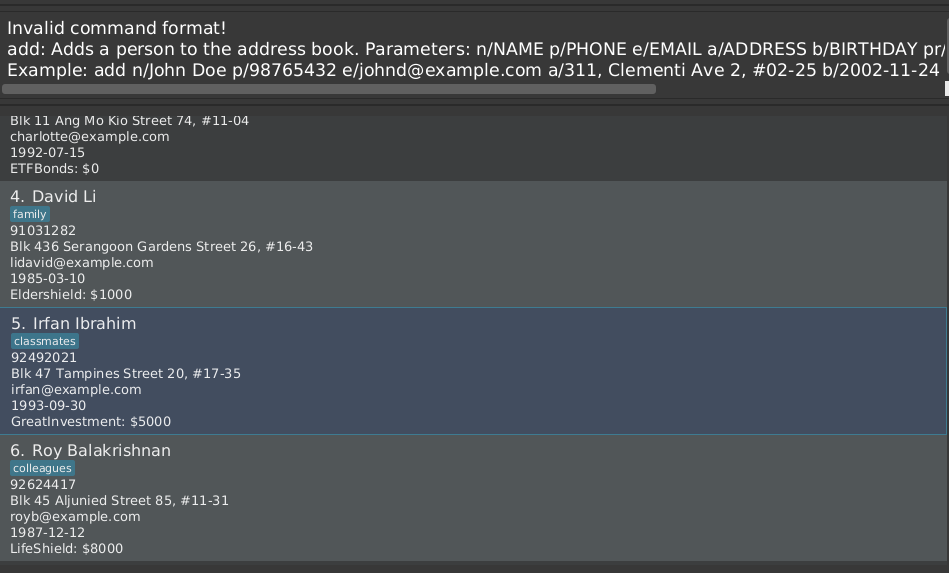 Invalid command format!
add: Adds a person to the address book. Parameters: n/NAME p/PHONE e/EMAIL a/ADDRESS b/BIRTHDAY pr/
Example: add n/John Doe p/98765432 e/johnd@example.com a/311, Clementi Ave 2, #02-25 b/2002-11-24
Blk 11 Ang Mo Kio Street 74, #11-04
charlotte@example.com
1992-07-15
ETFBonds: $0
4. David Li
family
91031282
Blk 436 Serangoon Gardens Street 26, #16-43
lidavid@example.com
1985-03-10
Eldershield: $1000
5. Irfan Ibrahim
classmates
92492021
Blk 47 Tampines Street 20, #17-35
irfan@example.com
1993-09-30
GreatInvestment: $5000
6. Roy Balakrishnan
colleagues
92624417
Blk 45 Aljunied Street 85, #11-31
royb@example.com
1987-12-12
LifeShield: $8000